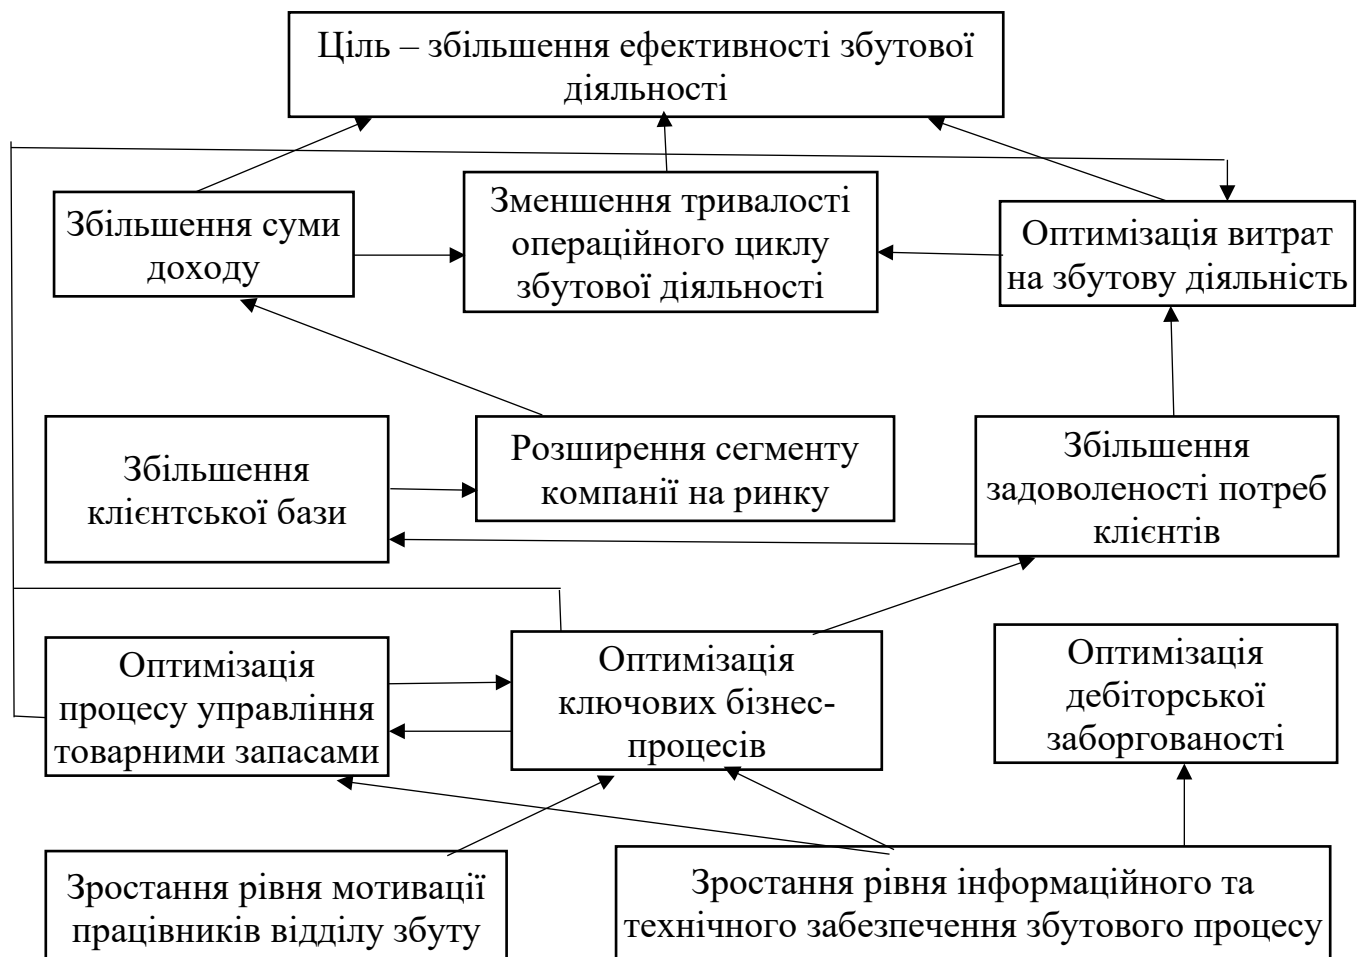 Ціль – збільшення ефективності збутової
діяльності
Збільшення суми
доходу
Зменшення тривалості
операційного циклу
збутової діяльності
Оптимізація витрат
на збутову діяльність
Збільшення
клієнтської бази
Розширення сегменту
компанії на ринку
Збільшення
задоволеності потреб
клієнтів
Оптимізація
процесу управління
товарними запасами
Оптимізація
ключових бізнес-
процесів
Оптимізація
дебіторської
заборгованості
Зростання рівня мотивації
працівників відділу збуту
Зростання рівня інформаційного та
технічного забезпечення збутового процесу